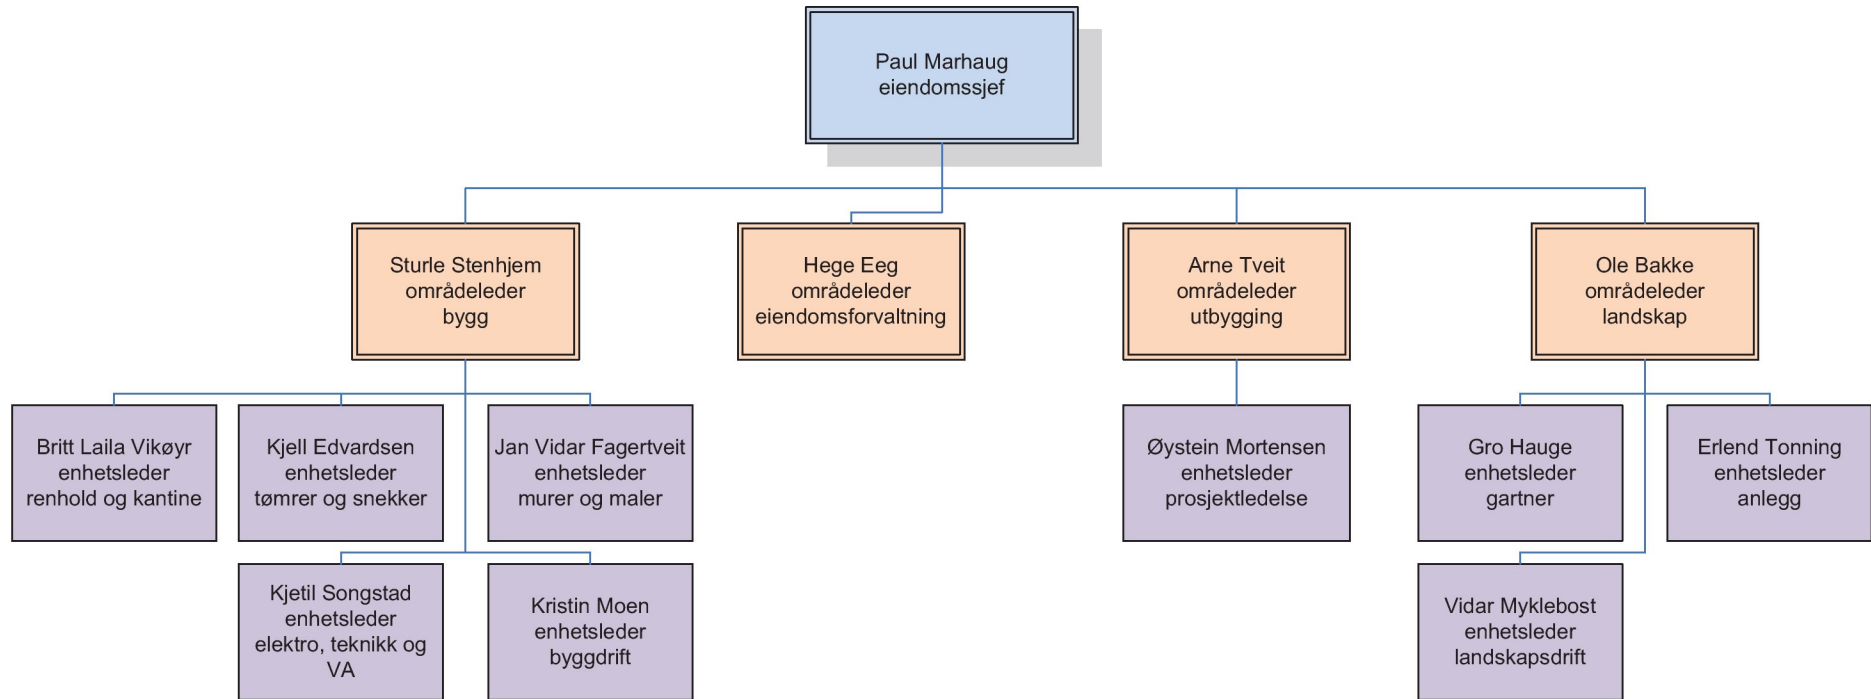 Paul Marhaug
eiendomssjef
Sturle Stenhjem
områdeleder
bygg
Hege Eeg
områdeleder
eiendomsforvaltning
Arne Tveit
områdeleder
utbygging
Ole Bakke
områdeleder
landskap
Britt Laila Vikøyr
enhetsleder
renhold og kantine
Kjell Edvardsen
enhetsleder
tømrer og snekker
Jan Vidar Fagertveit
enhetsleder
murer og maler
Øystein Mortensen
enhetsleder
prosjektledelse
Gro Hauge
enhetsleder
gartner
Erlend Tonning
enhetsleder
anlegg
Kjetil Songstad
enhetsleder
elektro, teknikk og
VA
Kristin Moen
enhetsleder
byggdrift
Vidar Myklebost
enhetsleder
landskapsdrift